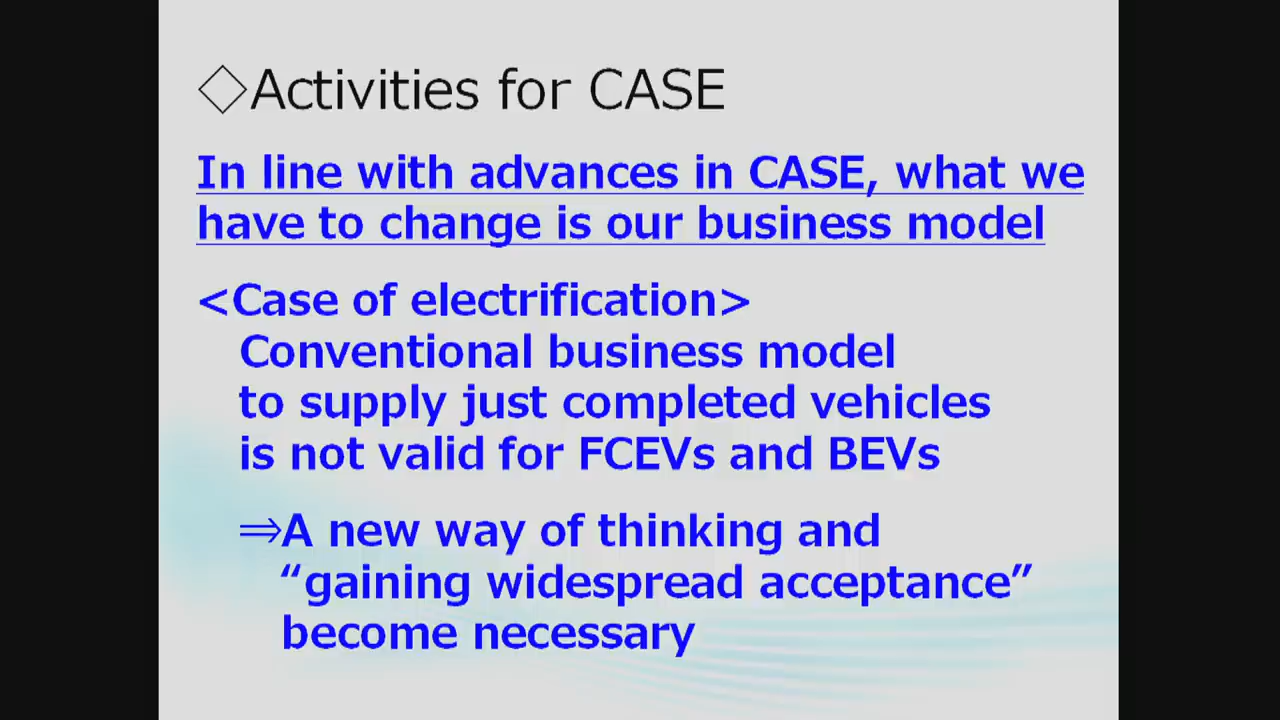 ◇Activities for CASE
In line with advances in CASE, what we
have to change is our business model
<Case of electrification>
Conventional business model
to supply just completed vehicles
is not valid for FCEVs and BEVs
⇒A new way of thinking and
“gaining widespread acceptance”
become necessary